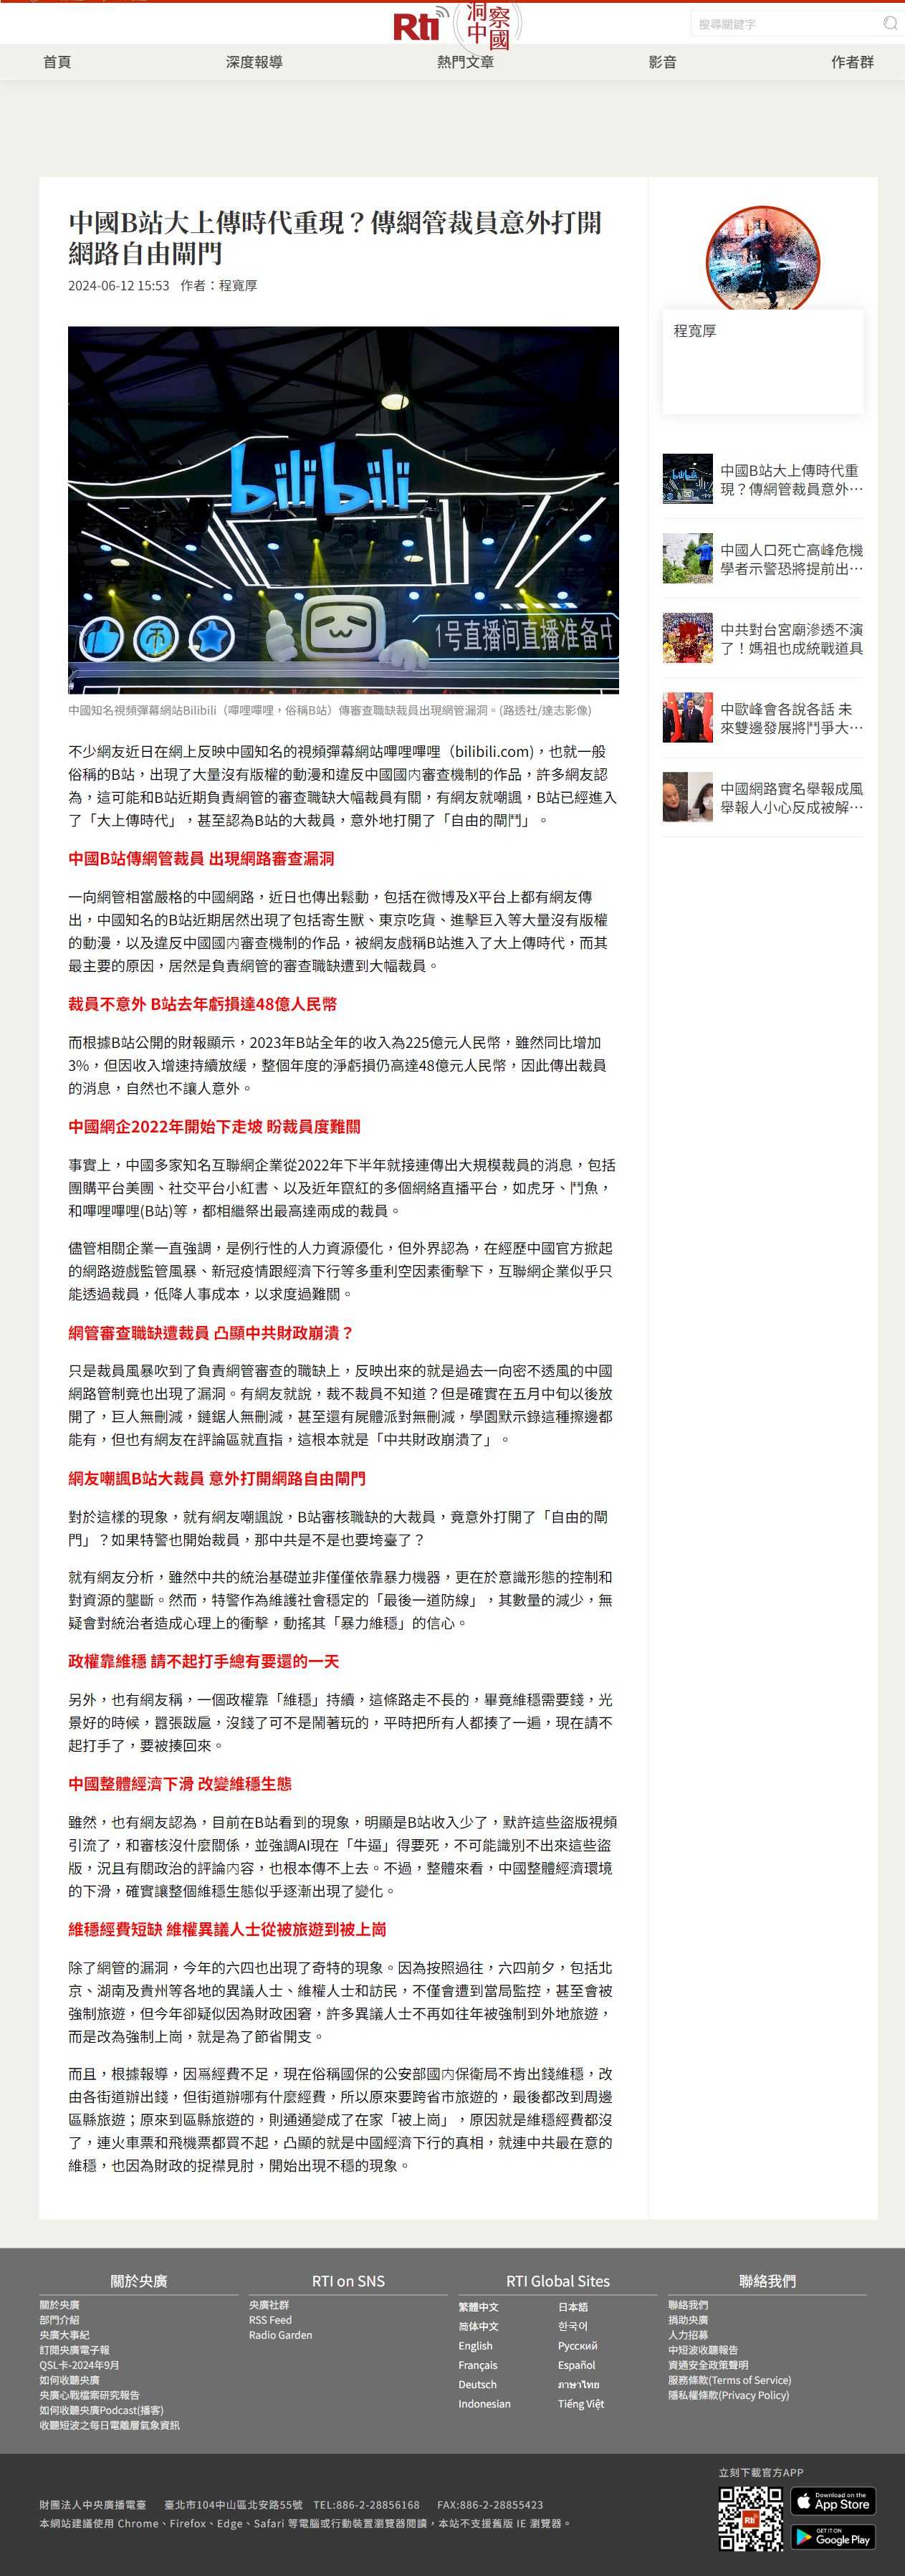 Rti
洞察
中國
搜尋關鍵字
首頁
深度報導
熱門文章
影音
作者群
中國B站大上傳時代重現？傳網管裁員意外打開
網路自由閘門
2024-06-12 15:53 作者：程寬厚
bilibili
1号直播间直播准备中
中國知名視頻彈幕網站Bilibili（嗶哩嗶哩，俗稱B站）傳審查職缺裁員出現網管漏洞。(路透社/達志影像)
不少網友近日在網上反映中國知名的視頻彈幕網站嗶哩嗶哩（bilibili.com)，也就一般
俗稱的B站，出現了大量沒有版權的動漫和違反中國國內審查機制的作品，許多網友認
為，這可能和B站近期負責網管的審查職缺大幅裁員有關，有網友就嘲諷，B站已經進入
了「大上傳時代」，甚至認為B站的大裁員，意外地打開了「自由的閘鬥」。
中國B站傳網管裁員 出現網路審查漏洞
一向網管相當嚴格的中國網路，近日也傳出鬆動，包括在微博及X平台上都有網友傳
出，中國知名的B站近期居然出現了包括寄生獸、東京吃貨、進擊巨入等大量沒有版權
的動漫，以及違反中國國内審查機制的作品，被網友戲稱B站進入了大上傳時代，而其
最主要的原因，居然是負責網管的審查職缺遭到大幅裁員。
裁員不意外 B站去年虧損達48億人民幣
而根據B站公開的財報顯示，2023年B站全年的收入為225億元人民幣，雖然同比增加
3%，但因收入增速持續放緩，整個年度的淨虧損仍高達48億元人民幣，因此傳出裁員
的消息，自然也不讓人意外。
中國網企2022年開始下走坡 盼裁員度難關
事實上，中國多家知名互聯網企業從2022年下半年就接連傳出大規模裁員的消息，包括
團購平台美團、社交平台小紅書、以及近年竄紅的多個網絡直播平台，如虎牙、鬥魚，
和嗶哩嗶哩(B站)等，都相繼祭出最高達兩成的裁員。
儘管相關企業一直強調，是例行性的人力資源優化，但外界認為，在經歷中國官方掀起
的網路遊戲監管風暴、新冠疫情跟經濟下行等多重利空因素衝擊下，互聯網企業似乎只
能透過裁員，低降人事成本，以求度過難關。
網管審查職缺遭裁員 凸顯中共財政崩潰？
只是裁員風暴吹到了負責網管審查的職缺上，反映出來的就是過去一向密不透風的中國
網路管制竟也出現了漏洞。有網友就說，裁不裁員不知道？但是確實在五月中旬以後放
開了，巨人無刪減，鏈鋸人無刪減，甚至還有屍體派對無刪減，學園默示錄這種擦邊都
能有，但也有網友在評論區就直指，這根本就是「中共財政崩潰了」。
網友嘲諷B站大裁員 意外打開網路自由閘門
對於這樣的現象，就有網友嘲諷說，B站審核職缺的大裁員，竟意外打開了「自由的閘
門」？如果特警也開始裁員，那中共是不是也要垮臺了？
就有網友分析，雖然中共的統治基礎並非僅僅依靠暴力機器，更在於意識形態的控制和
對資源的壟斷。然而，特警作為維護社會穩定的「最後一道防線」，其數量的減少，無
疑會對統治者造成心理上的衝擊，動搖其「暴力維穩」的信心。
政權靠維穩 請不起打手總有要還的一天
另外，也有網友稱，一個政權靠「維穩」持續，這條路走不長的，畢竟維穩需要錢，光
景好的時候，囂張跋扈，沒錢了可不是鬧著玩的，平時把所有人都揍了一遍，現在請不
起打手了，要被揍回來。
中國整體經濟下滑 改變維穩生態
雖然，也有網友認為，目前在B站看到的現象，明顯是B站收入少了，默許這些盜版視頻
引流了，和審核沒什麼關係，並強調AI現在「牛逼」得要死，不可能識別不出來這些盜
版，況且有關政治的評論内容，也根本傳不上去。不過，整體來看，中國整體經濟環境
的下滑，確實讓整個維穩生態似乎逐漸出現了變化。
維穩經費短缺 維權異議人士從被旅遊到被上崗
除了網管的漏洞，今年的六四也出現了奇特的現象。因為按照過往，六四前夕，包括北
京、湖南及貴州等各地的異議人士、維權人士和訪民，不僅會遭到當局監控，甚至會被
強制旅遊，但今年卻疑似因為財政困窘，許多異議人士不再如往年被強制到外地旅遊，
而是改為強制上崗，就是為了節省開支。
而且，根據報導，因爲經費不足，現在俗稱國保的公安部國内保衛局不肯出錢維穩，改
由各街道辦出錢，但街道辦哪有什麼經費，所以原來要跨省市旅遊的，最後都改到周邊
區縣旅遊；原來到區縣旅遊的，則通通變成了在家「被上崗」，原因就是維穩經費都沒
了，連火車票和飛機票都買不起，凸顯的就是中國經濟下行的真相，就連中共最在意的
維穩，也因為財政的捉襟見肘，開始出現不穩的現象。
程寬厚
中國B站大上傳時代重
現？傳網管裁員意外…
中國人口死亡高峰危機
學者示警恐將提前出…
中共對台宮廟滲透不演
了！媽祖也成統戰道具
中歐峰會各說各話 未
來雙邊發展將鬥爭大…
中國網路實名舉報成風
舉報人小心反成被解…
關於央廣
關於央廣
部門介紹
央廣大事紀
訂閱央廣電子報
QSL卡-2024年9月
如何收聽央廣
央廣心戰檔案研究報告
如何收聽央廣Podcast(播客)
收聽短波之每日電離層氣象資訊
RTI on SNS
央廣社群
RSS Feed
Radio Garden
RTI Global Sites
繁體中文 日本語
简体中文 한국어
English Русский
Français Español
Deutsch ภาษาไทย
Indonesian Tiếng Việt
聯絡我們
聯絡我們
捐助央廣
人力招募
中短波收聽報告
資通安全政策聲明
服務條款(Terms of Service)
隱私權條款(Privacy Policy)
財團法人中央廣播電臺 臺北市104中山區北安路55號 TEL:886-2-28856168 FAX:886-2-28855423
本網站建議使用 Chrome、Firefox、Edge、Safari 等電腦或行動裝置瀏覽器閱讀，本站不支援舊版 IE 瀏覽器。
立刻下載官方APP
Rti
Download on the
App Store
GET IT ON
Google Play